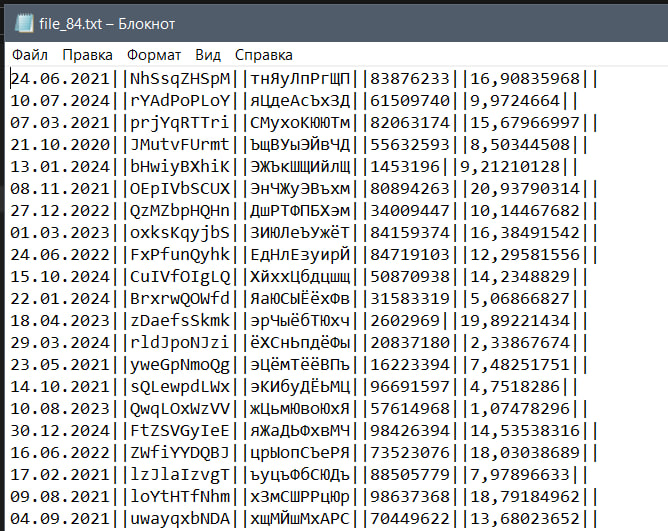 file_84.txt – Блокнот
Файл Правка Формат Вид Справка
24.06.2021||NhSsqZHSpM||тнЯуЛпРгЩП||83876233||16,90835968||
10.07.2024||rYAdPoPLoY||яЦдеАсЪхЗД||61509740||9,9724664||
07.03.2021||prjYqRTTri||СМухоКЮЮТм||82063174||15,67966997||
21.10.2020||JMutvFUrmt||ЪщВУыЭЙвЧД||55632593||8,50344508||
13.01.2024||bHwiyBXhiK||ЭЖЪкШЩИйлЩ||1453196||9,21210128||
08.11.2021||OEpIVbSCUX||ЭнЧЖуЭВъхм||80894263||20,93790314||
27.12.2022||QzMZbpHQHn||ДшРТФПБХэм||34009447||10,14467682||
01.03.2023||oxksKqyjbS||ЗИЮЛеЪУжёТ||84159374||16,38491542||
24.06.2022||FxPfunQyhk||ЕдНлЕзуирЙ||84719103||12,29581556||
15.10.2024||CuIVfOIgLQ||ХйххЦбдцшщ||50870938||14,2348829||
22.01.2024||BrxrwQOWfd||ЯаЮСЫЁёхФв||31583319||5,06866827||
18.04.2023||zDaefsSkmk||эрЧыёбТЮхч||2602969||19,89221434||
29.03.2024||rldJpoNJzi||ёХСнЬпдёФы||20837180||2,33867674||
23.05.2021||yweGpNmoQg||эЦёмТёёВПъ||16223394||7,48251751||
14.10.2021||sQLewpdLWx||эКИбуДЁЬМЦ||96691597||4,7518286||
10.08.2023||QwqLOxWzVV||жЦьмЮвоЮхЯ||57614968||1,07478296||
30.12.2024||FtZSVGyIeE||яЖаДЬФхвМЧ||98426394||14,53538316||
16.06.2022||ZWfiYYDQBJ||црЫопСЪеРЯ||73523076||18,03038689||
17.02.2021||lzJlaIzvgT||ъуцъФбСЮДъ||88505779||7,97896633||
09.08.2021||loYtHTfNhm||хЗмСШРРцЮр||98637368||18,79184962||
04.09.2021||uwayqxbNDA||хщМЙшМхАРС||70449622||13,68023652||